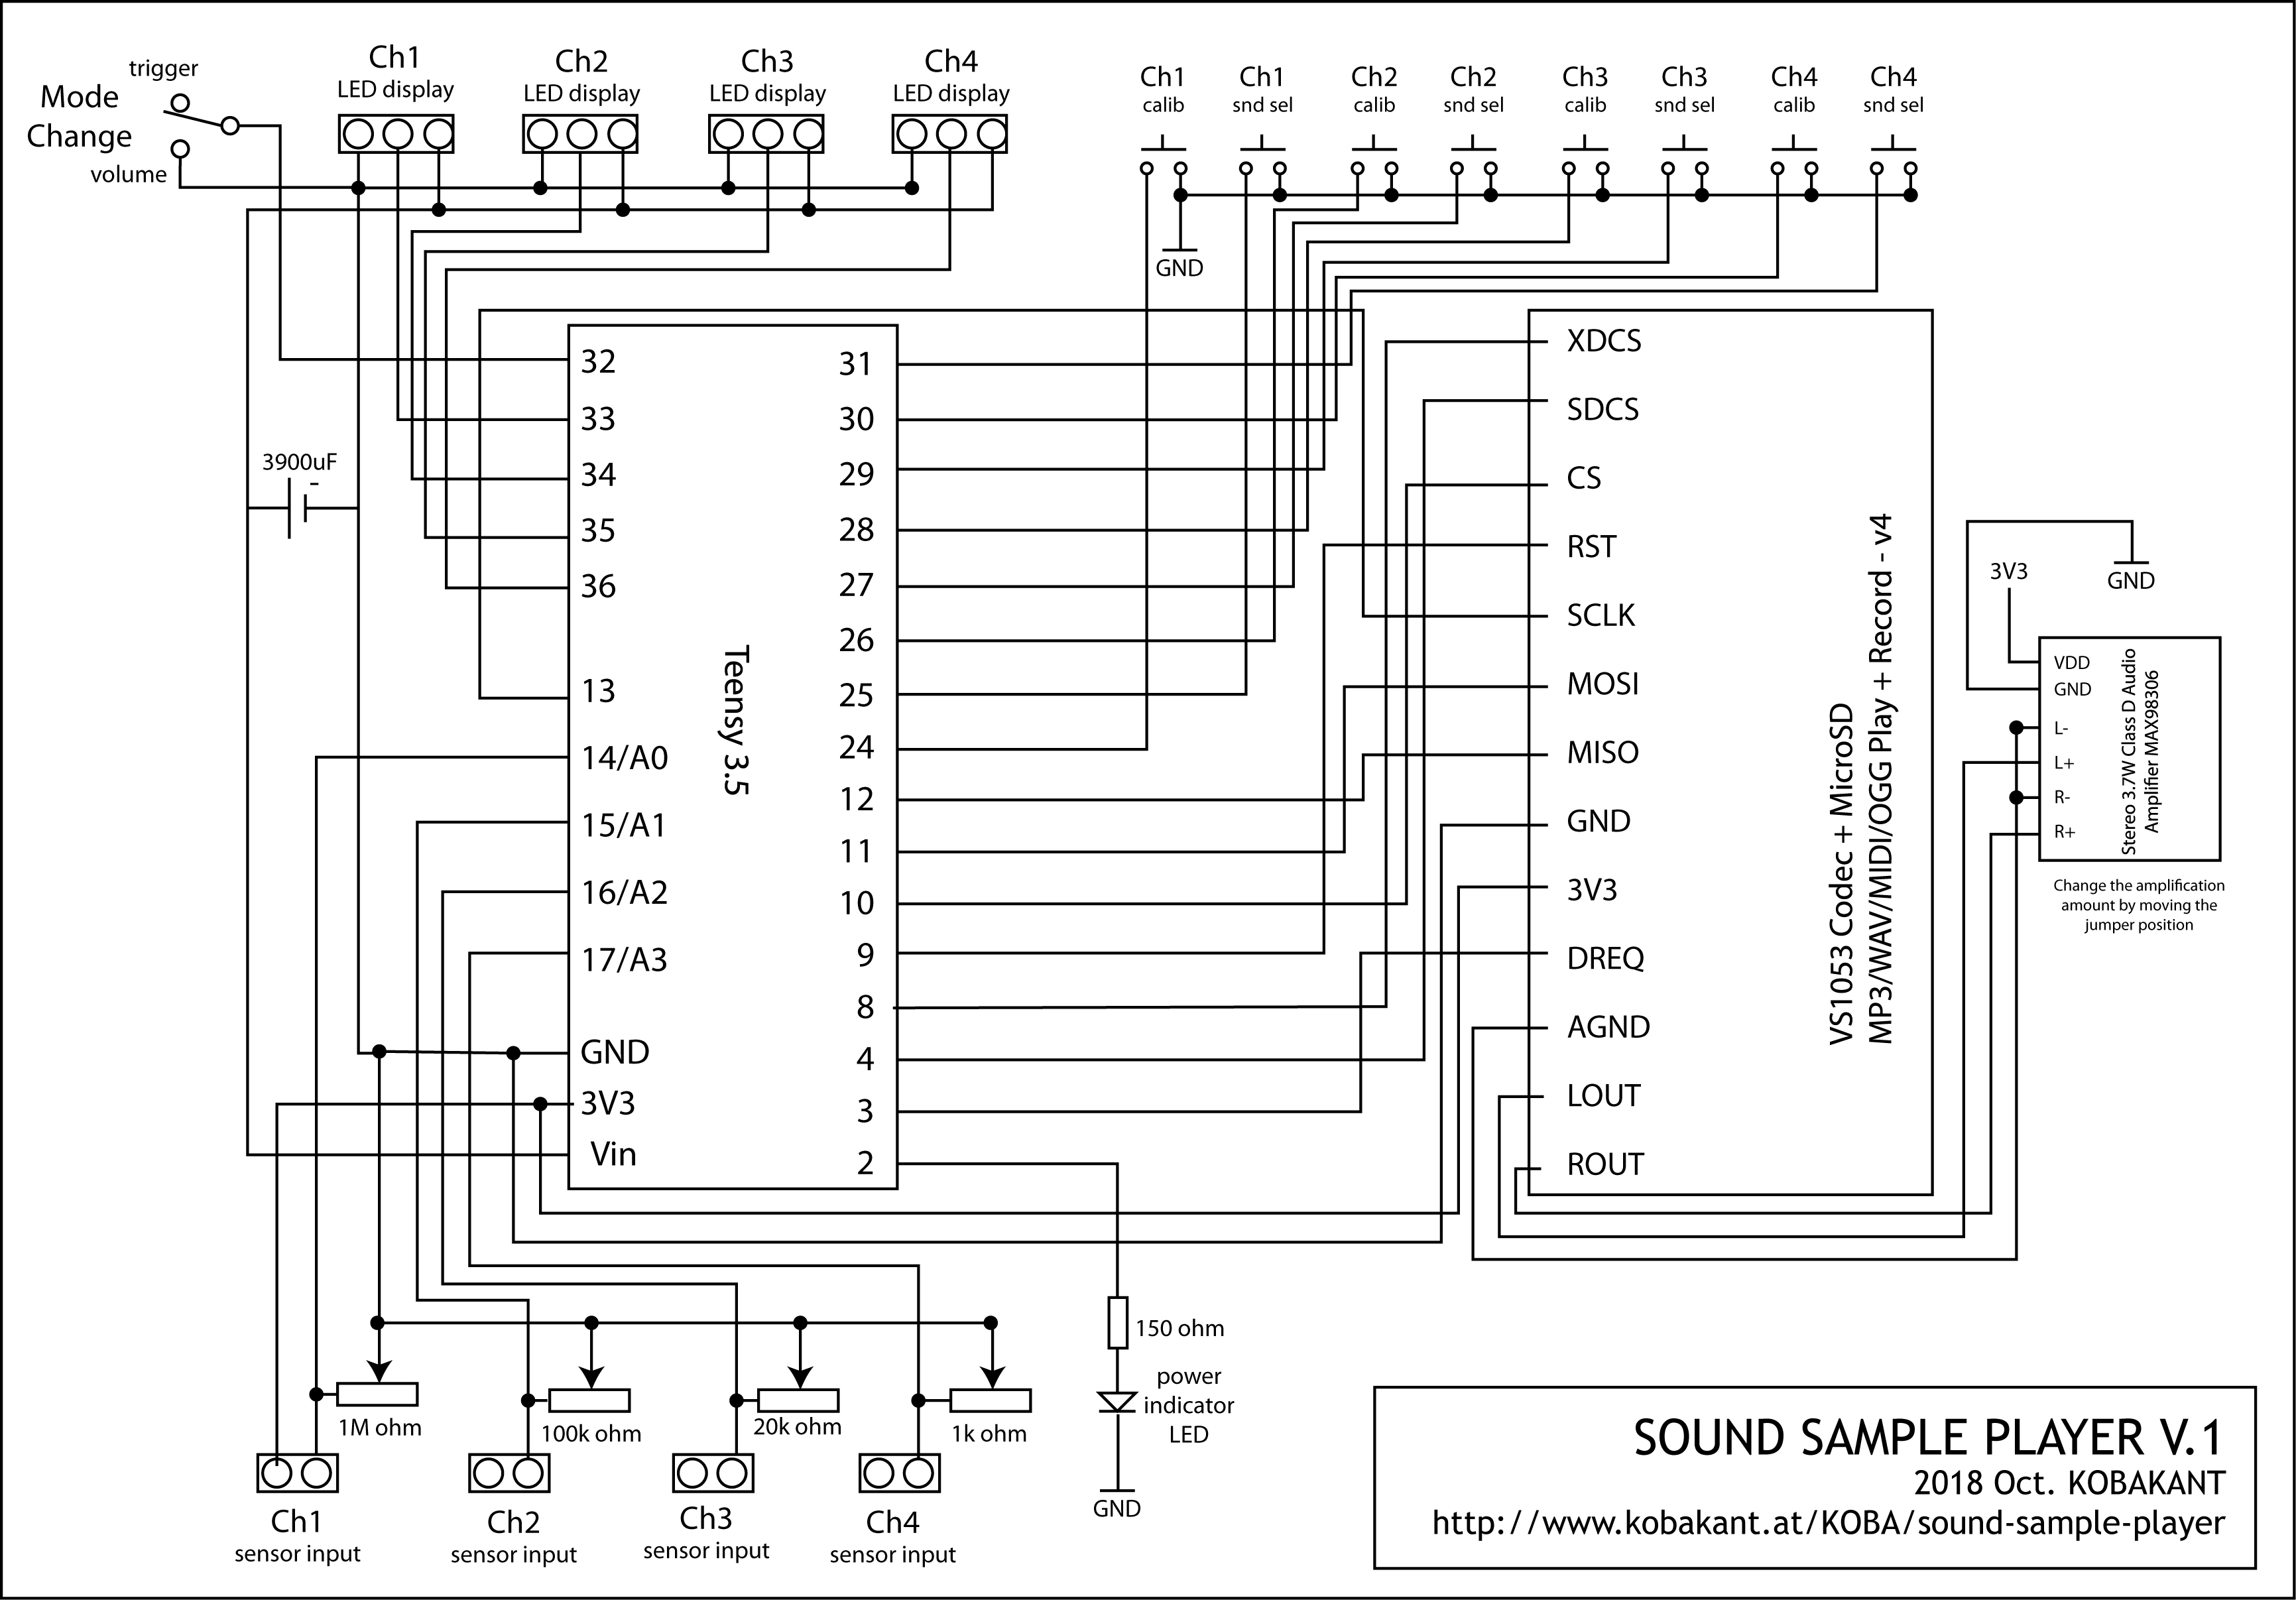 Mode
Change
trigger
volume
Ch1
LED display
Ch2
LED display
Ch3
LED display
Ch4
LED display
Ch1
calib
Ch1
snd sel
Ch2
calib
Ch2
snd sel
Ch3
calib
Ch3
snd sel
Ch4
calib
Ch4
snd sel
GND
3900uF
-
32
33
34
35
36
13
14/A0
15/A1
16/A2
17/A3
GND
3V3
Vin
Teensy 3.5
31
30
29
28
27
26
25
24
12
11
10
9
8
4
3
2
XDCS
SDCS
CS
RST
SCLK
MOSI
MISO
GND
3V3
DREQ
AGND
LOUT
ROUT
VS1053 Codec + MicroSD
MP3/WAV/MIDI/OGG Play + Record - v4
3V3
GND
VDD
GND
L-
L+
R-
R+
Stereo 3.7W Class D Audio
Amplifier MAX98306
Change the amplification
amount by moving the
jumper position
1M ohm
100k ohm
20k ohm
1k ohm
Ch1
sensor input
Ch2
sensor input
Ch3
sensor input
Ch4
sensor input
150 ohm
power
indicator
LED
GND
SOUND SAMPLE PLAYER V.1
2018 Oct. KOBAKANT
http://www.kobakant.at/KOBA/sound-sample-player